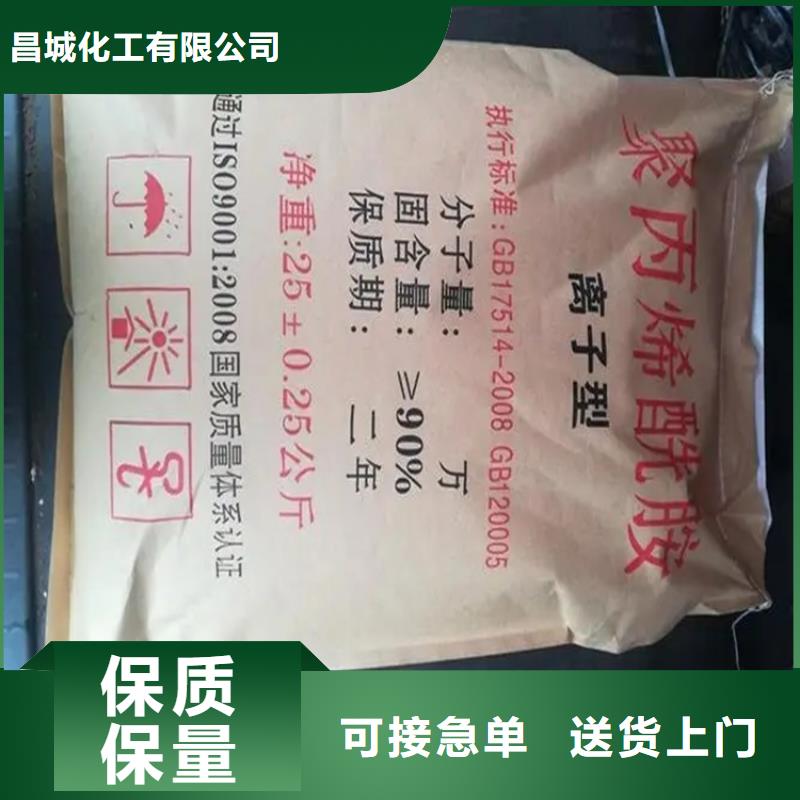 昌城化工有限公司
聚丙烯酰胺
离子型
执行标准:GB17514-2008 GB120005
分子量: 万
固含量: ≥90%
保质期: 二年
净重:25±0.25公斤
通过ISO9001:2008国家质量体系认证
保质
保量
可接急单 送货上门